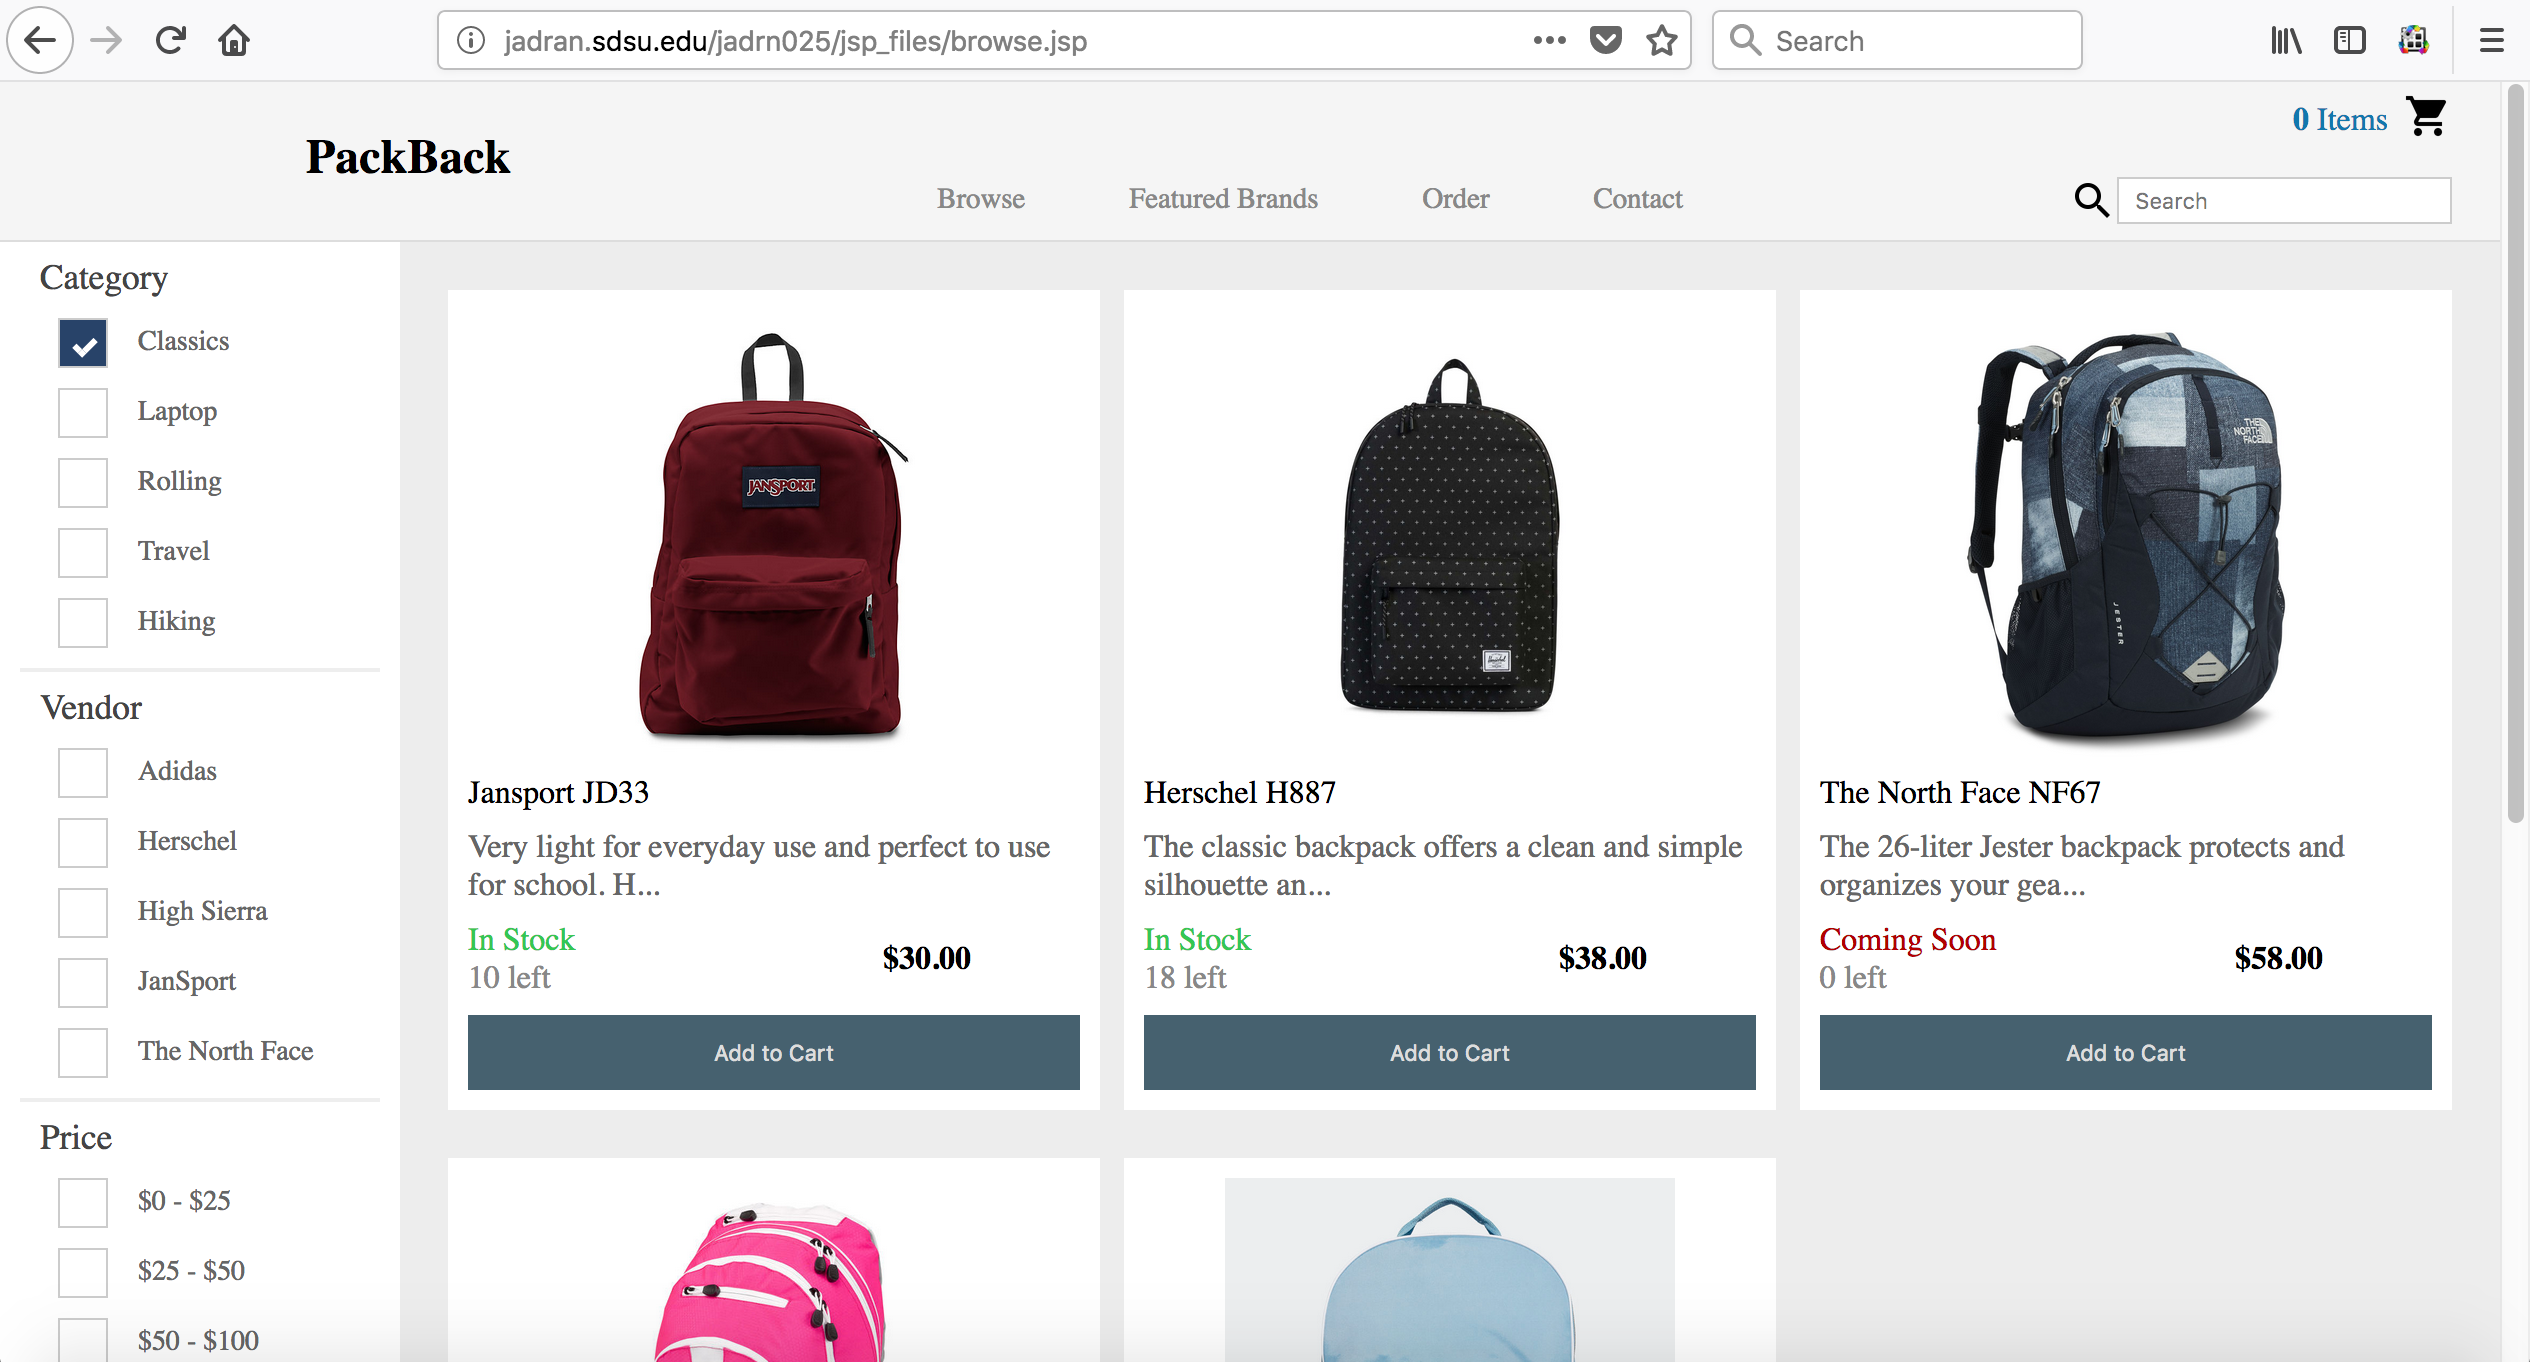 jadran.sdsu.edu/jadrn025/jsp_files/browse.jsp
Search
0 Items
PackBack
Browse
Featured Brands
Order
Contact
Search
Category
Classics
Laptop
Rolling
Travel
Hiking
Vendor
Adidas
Herschel
High Sierra
JanSport
The North Face
Price
$0 - $25
$25 - $50
$50 - $100
JANSPORT
Jansport JD33
Very light for everyday use and perfect to use
for school. H...
In Stock
10 left
$30.00
Add to Cart
Herschel
Herschel H887
The classic backpack offers a clean and simple
silhouette an...
In Stock
18 left
$38.00
Add to Cart
THE
NORTH
FACE
JESTER
The North Face NF67
The 26-liter Jester backpack protects and
organizes your gea...
Coming Soon
0 left
$58.00
Add to Cart